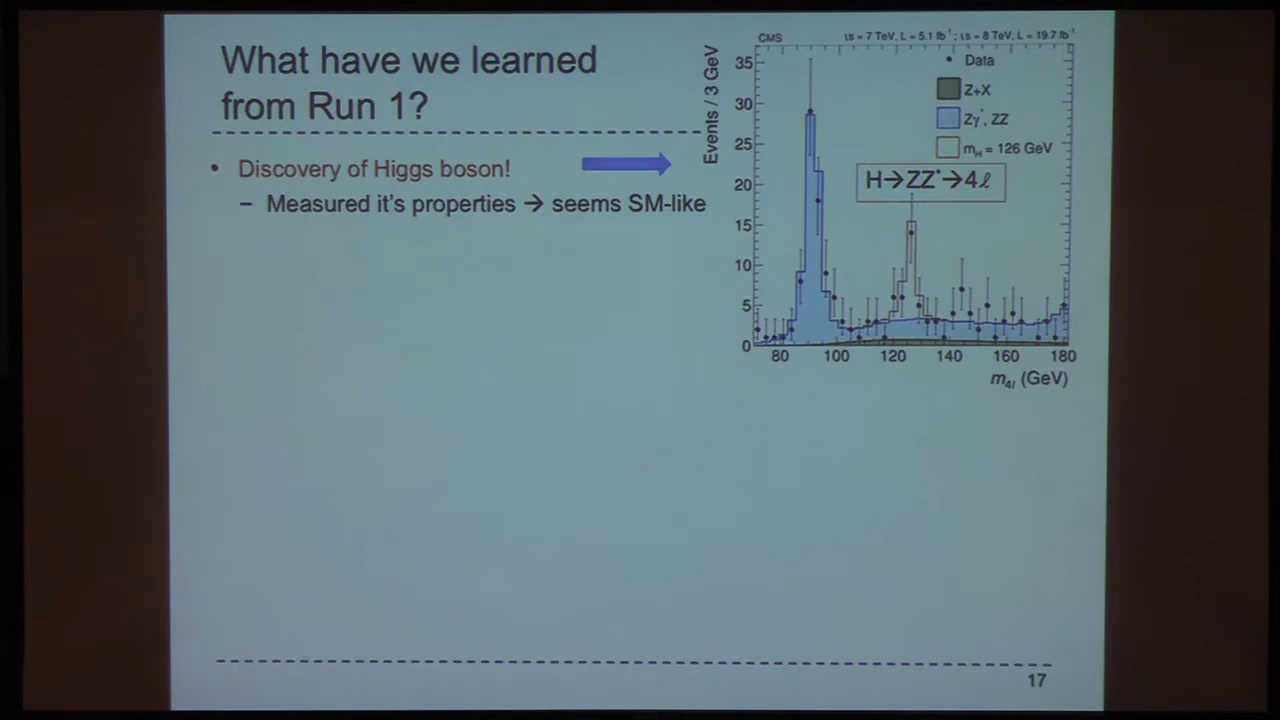 What have we learned
from Run 1?
• Discovery of Higgs boson!
– Measured it's properties → seems SM-like
CMS
√s = 7 TeV, L = 5.1 fb⁻¹ ; √s = 8 TeV, L = 19.7 fb⁻¹
Events / 3 GeV
35
30
25
20
15
10
5
0
Data
Z+X
Zγ*, ZZ
m_H = 126 GeV
H→ZZ*→4ℓ
80 100 120 140 160 180
m_4l (GeV)
17